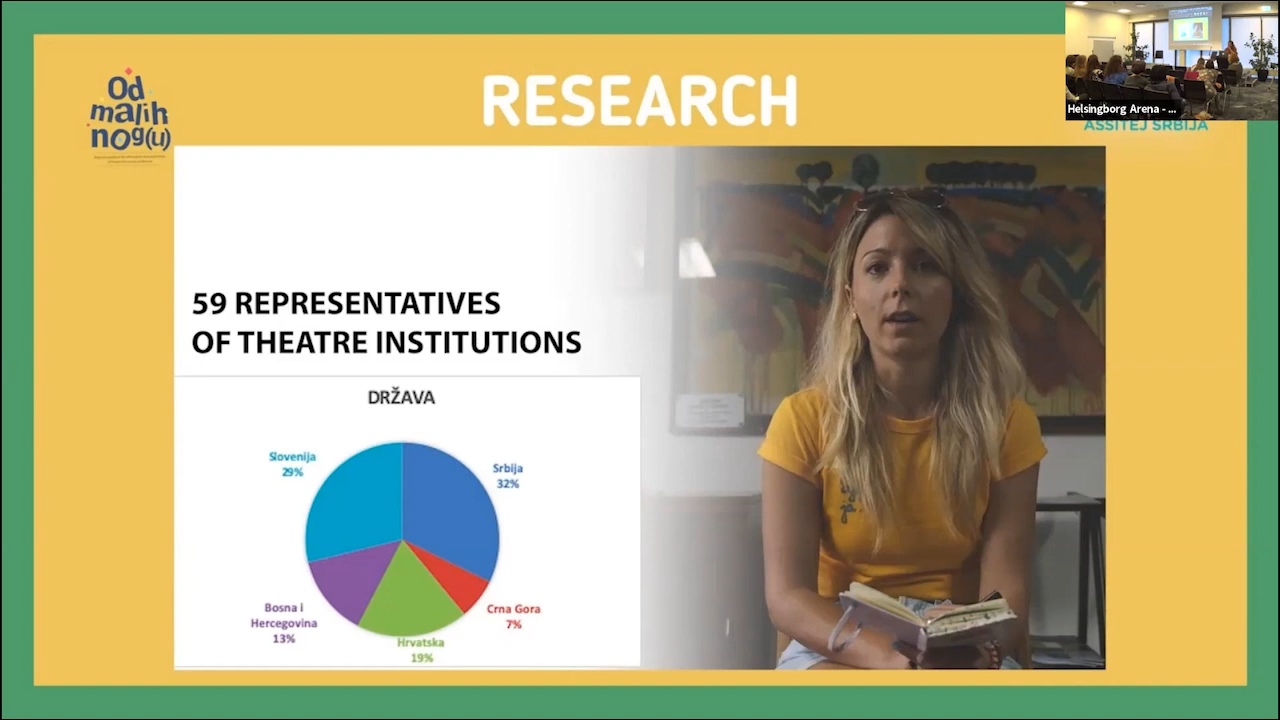 Od
malih
nog(u)
RESEARCH
Helsingborg Arena - ...
ASSITEJ SRBIJA
59 REPRESENTATIVES
OF THEATRE INSTITUTIONS
DRŽAVA
Slovenija
29%
Srbija
32%
Bosna i
Hercegovina
13%
Crna Gora
7%
Hrvatska
19%